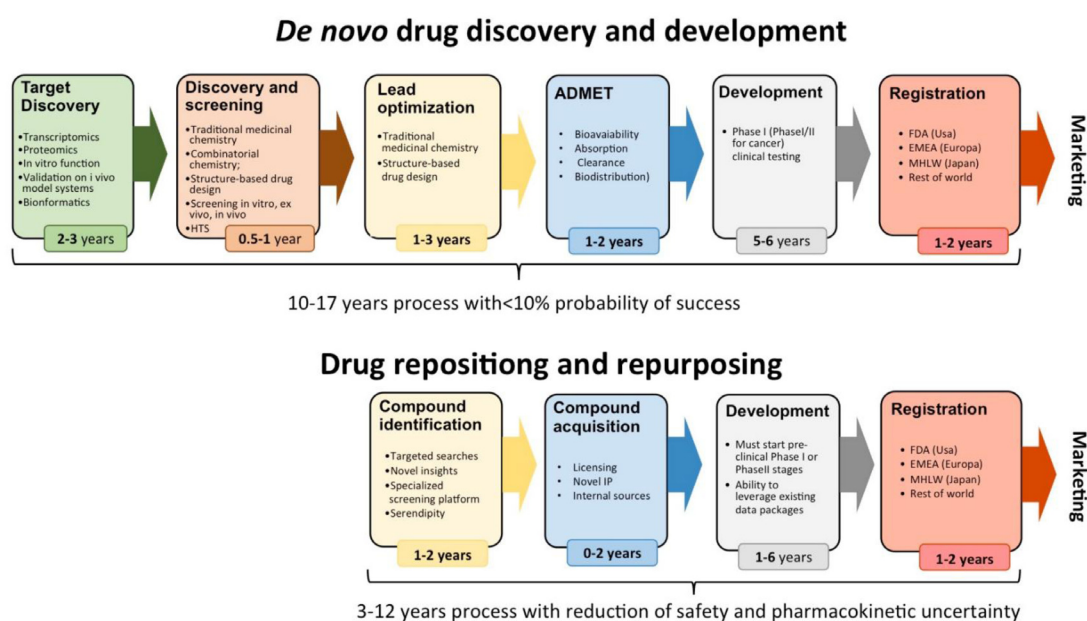 De novo drug discovery and development
Target
Discovery
•Transcriptomics
•Proteomics
•In vitro function
•Validation on i vivo
model systems
•Bionformatics
2-3 years
Discovery and
screening
•Traditional medicinal
chemistry
•Combinatorial
chemistry;
•Structure-based drug
design
•Screening in vitro, ex
vivo, in vivo
•HTS
0.5-1 year
Lead
optimization
•Traditional
medicinal chemistry
•Structure-based
drug design
1-3 years
ADMET
• Bioavaiability
• Absorption
• Clearance
• Biodistribution)
1-2 years
Development
• Phase I (PhaseI/II
for cancer)
clinical testing
5-6 years
Registration
• FDA (Usa)
• EMEA (Europa)
• MHLW (Japan)
• Rest of world
1-2 years
Marketing
10-17 years process with<10% probability of success
Drug repositiong and repurposing
Compound
identification
•Targeted searches
•Novel insights
•Specialized
screening platform
•Serendipity
1-2 years
Compound
acquisition
• Licensing
• Novel IP
• Internal sources
0-2 years
Development
• Must start pre-
clinical Phase I or
PhaseII stages
• Ability to
leverage existing
data packages
1-6 years
Registration
• FDA (Usa)
• EMEA (Europa)
• MHLW (Japan)
• Rest of world
1-2 years
Marketing
3-12 years process with reduction of safety and pharmacokinetic uncertainty